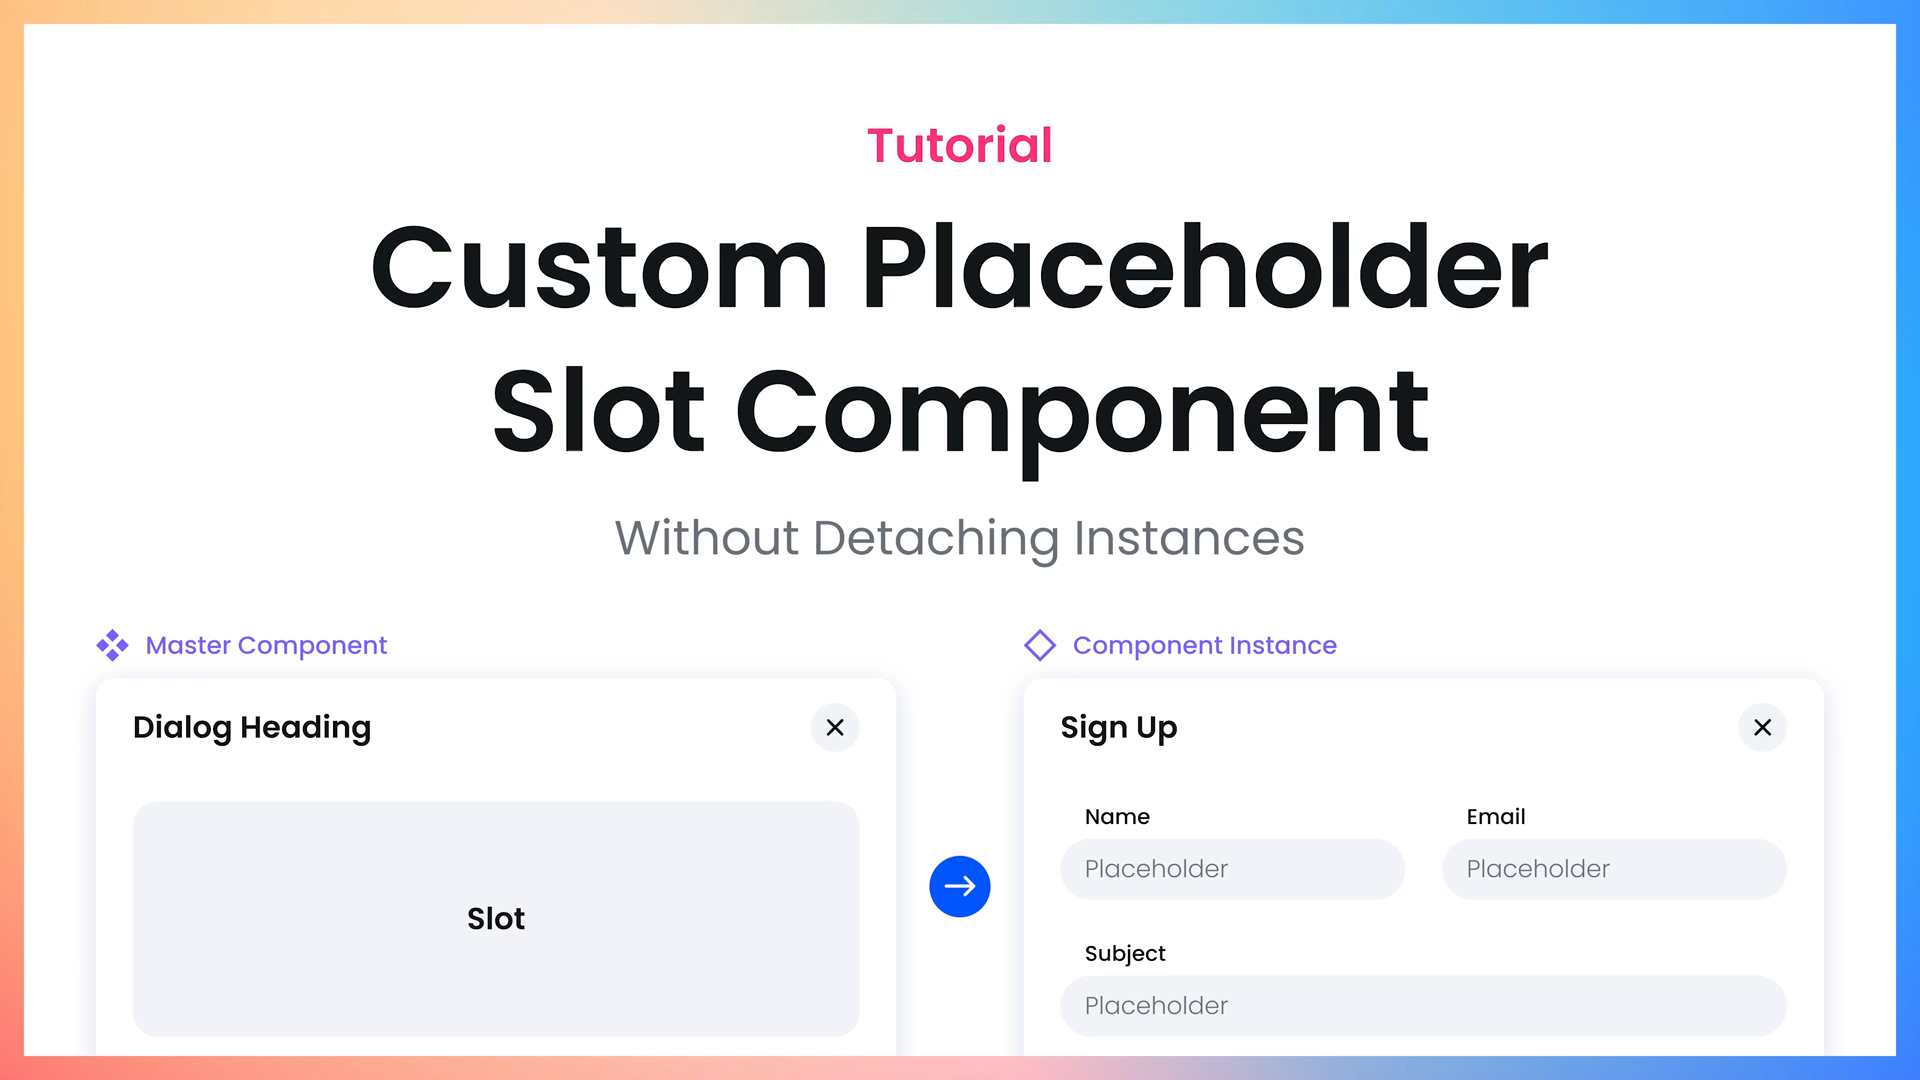 Tutorial
Custom Placeholder
Slot Component
Without Detaching Instances
Master Component
Dialog Heading
Slot
Component Instance
Sign Up
Name
Email
Placeholder
Placeholder
Subject
Placeholder